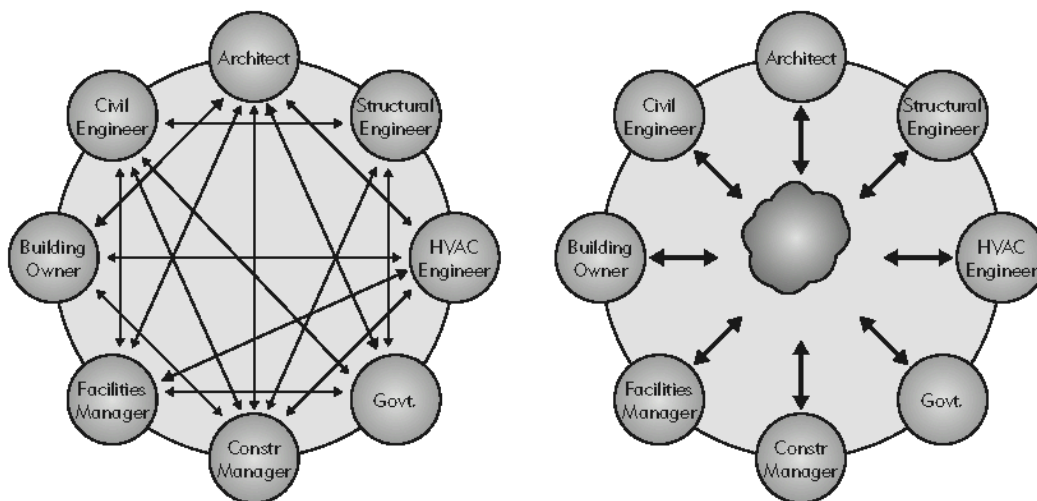 Architect
Civil
Engineer
Structural
Engineer
Building
Owner
HVAC
Engineer
Facilities
Manager
Govt.
Constr
Manager
Architect
Civil
Engineer
Structural
Engineer
Building
Owner
HVAC
Engineer
Facilities
Manager
Govt.
Constr
Manager